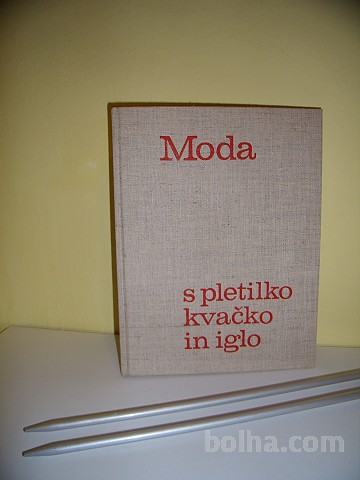 Moda
s pletilko
kvačko
in iglo
bolha.com